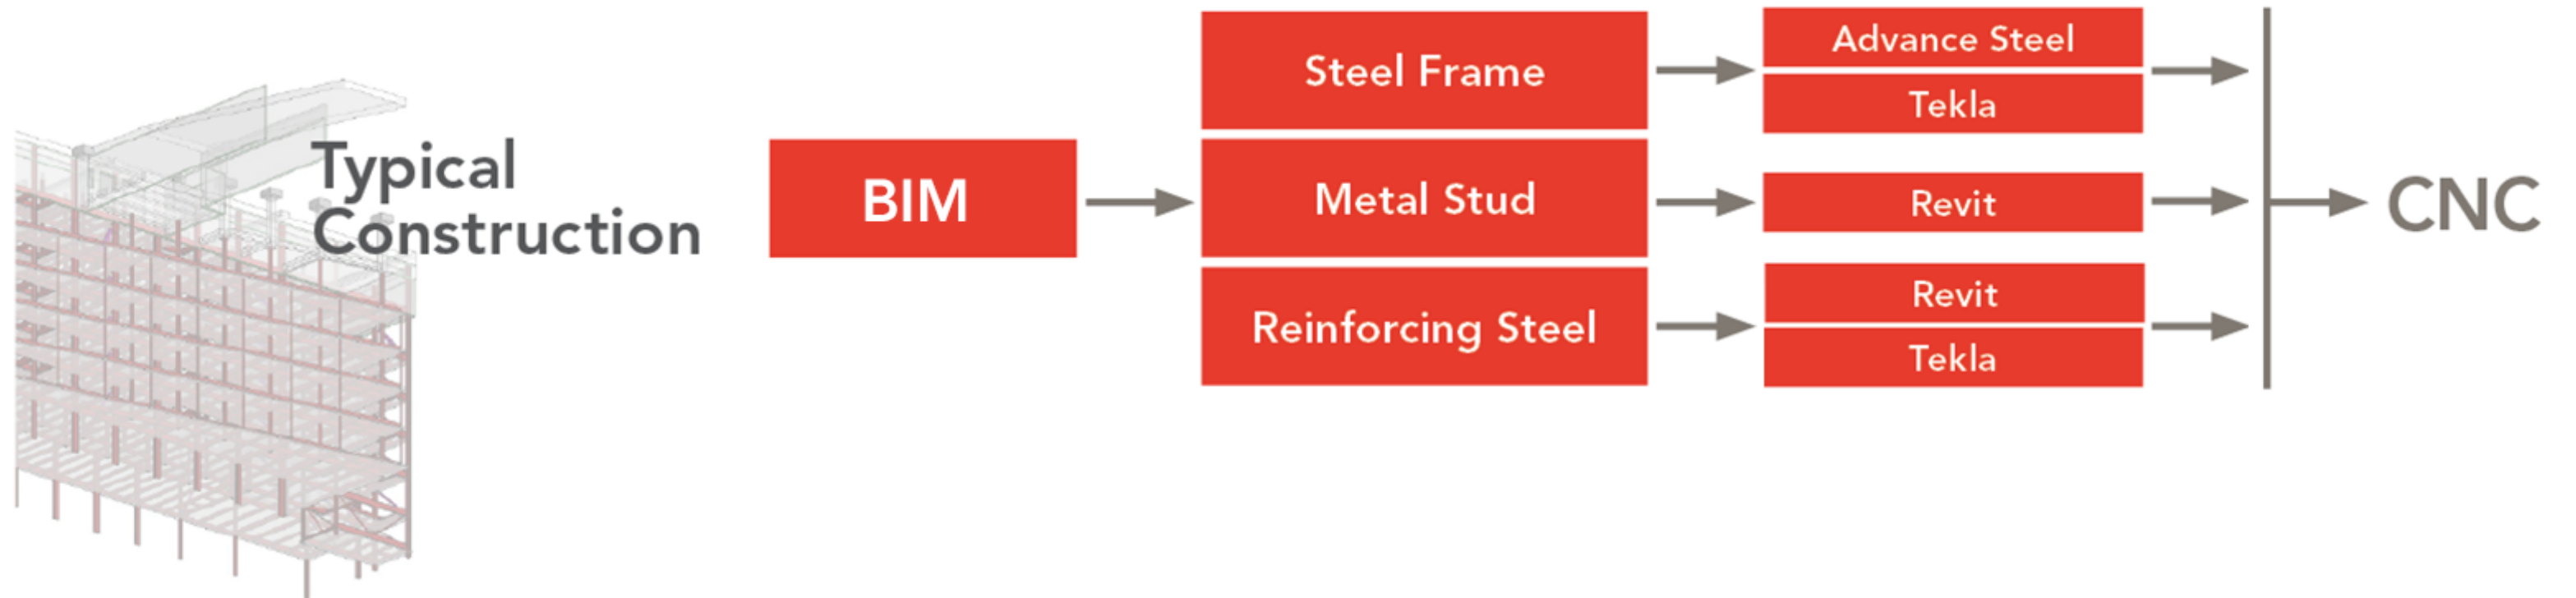 Typical
Construction
BIM
Steel Frame
Metal Stud
Reinforcing Steel
Advance Steel
Tekla
Revit
Revit
Tekla
CNC